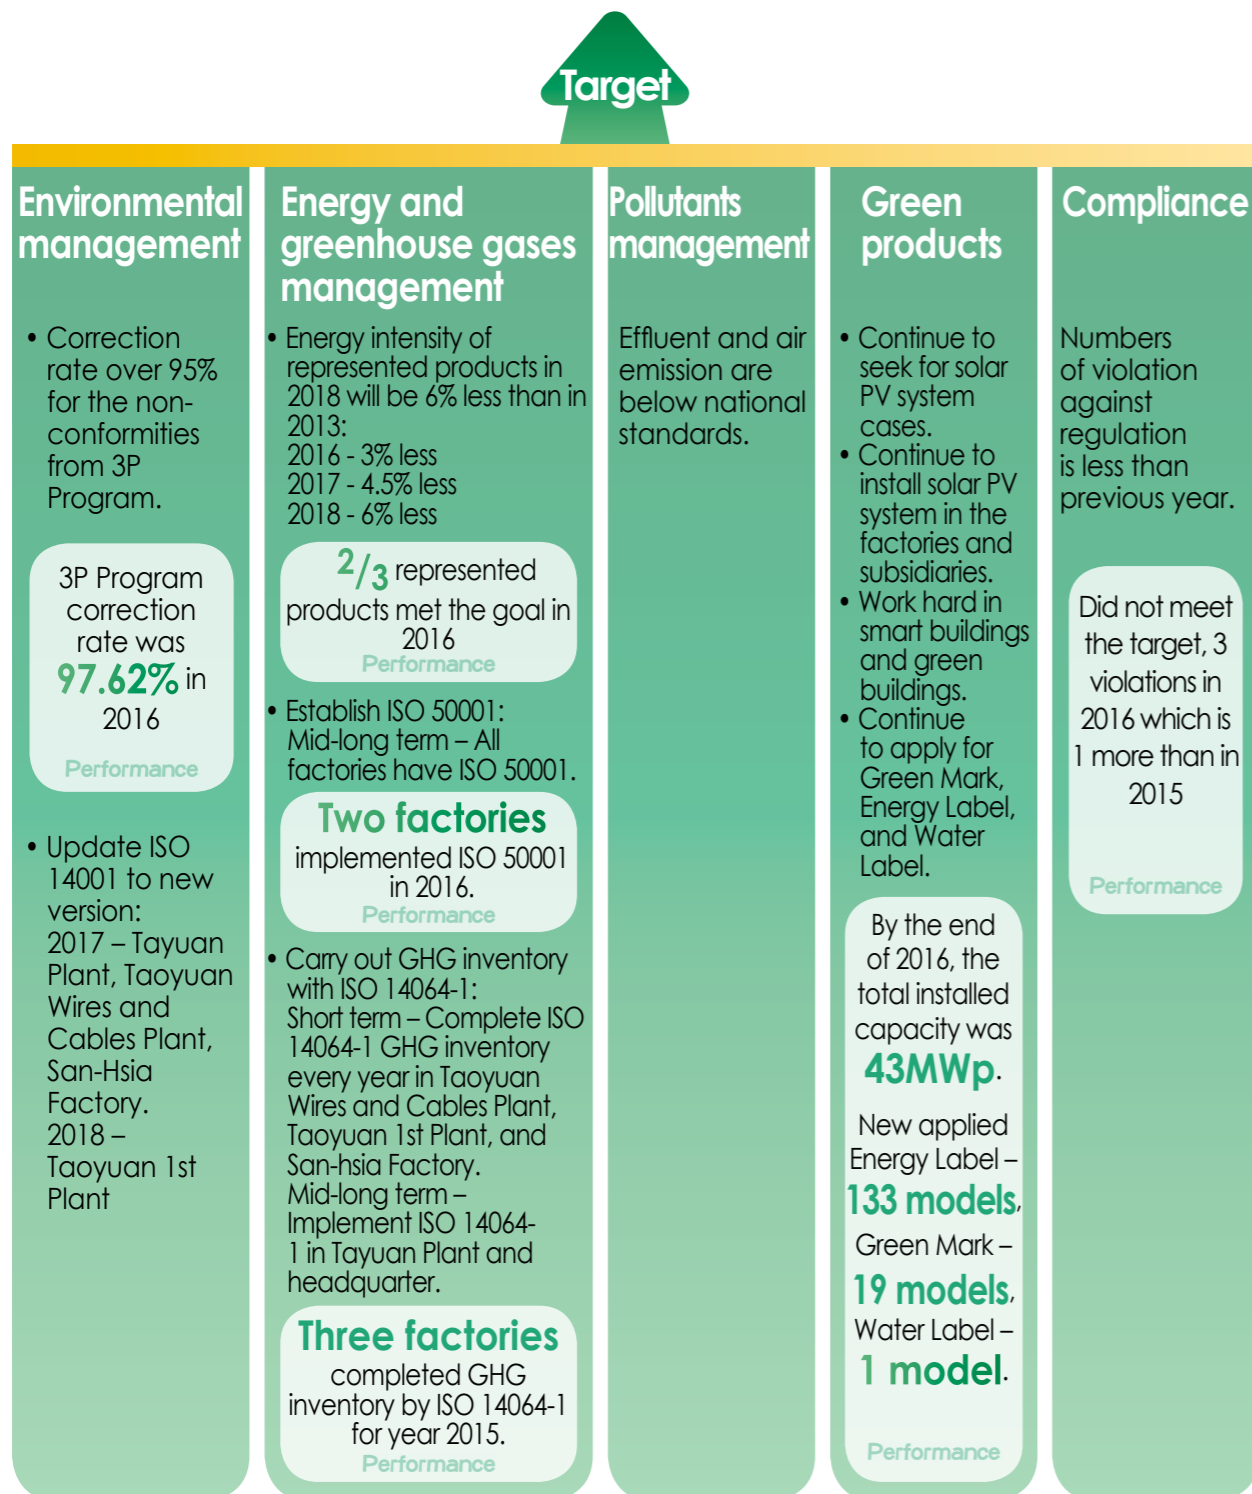 Target
Environmental
management
• Correction
rate over 95%
for the non-
conformities
from 3P
Program.
3P Program
correction
rate was
97.62% in
2016
Performance
• Update ISO
14001 to new
version:
2017 – Tayuan
Plant, Taoyuan
Wires and
Cables Plant,
San-Hsia
Factory.
2018 –
Taoyuan 1st
Plant
Energy and
greenhouse gases
management
• Energy intensity of
represented products in
2018 will be 6% less than in
2013:
2016 - 3% less
2017 - 4.5% less
2018 - 6% less
2/3 represented
products met the goal in
2016
Performance
• Establish ISO 50001:
Mid-long term – All
factories have ISO 50001.
Two factories
implemented ISO 50001
in 2016.
Performance
• Carry out GHG inventory
with ISO 14064-1:
Short term – Complete ISO
14064-1 GHG inventory
every year in Taoyuan
Wires and Cables Plant,
Taoyuan 1st Plant, and
San-hsia Factory.
Mid-long term –
Implement ISO 14064-
1 in Tayuan Plant and
headquarter.
Three factories
completed GHG
inventory by ISO 14064-1
for year 2015.
Performance
Pollutants
management
Effluent and air
emission are
below national
standards.
Green
products
• Continue to
seek for solar
PV system
cases.
• Continue to
install solar PV
system in the
factories and
subsidiaries.
• Work hard in
smart buildings
and green
buildings.
• Continue
to apply for
Green Mark,
Energy Label,
and Water
Label.
By the end
of 2016, the
total installed
capacity was
43MWp.
New applied
Energy Label –
133 models,
Green Mark –
19 models,
Water Label –
1 model.
Performance
Compliance
Numbers
of violation
against
regulation
is less than
previous year.
Did not meet
the target, 3
violations in
2016 which is
1 more than in
2015
Performance